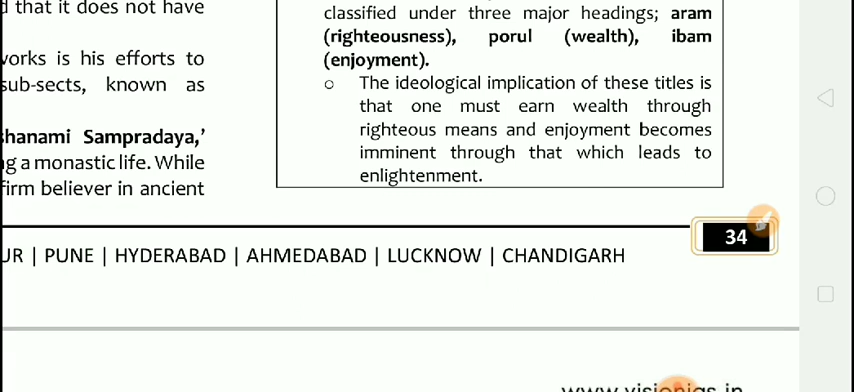 that it does not have
works is his efforts to
sub-sects, known as
Sampradaya,'
a monastic life. While
firm believer in ancient
classified under three major headings; aram
(righteousness), porul (wealth), ibam
(enjoyment).
o The ideological implication of these titles is
that one must earn wealth through
righteous means and enjoyment becomes
imminent through that which leads to
enlightenment.
34
| PUNE | HYDERABAD | AHMEDABAD | LUCKNOW | CHANDIGARH